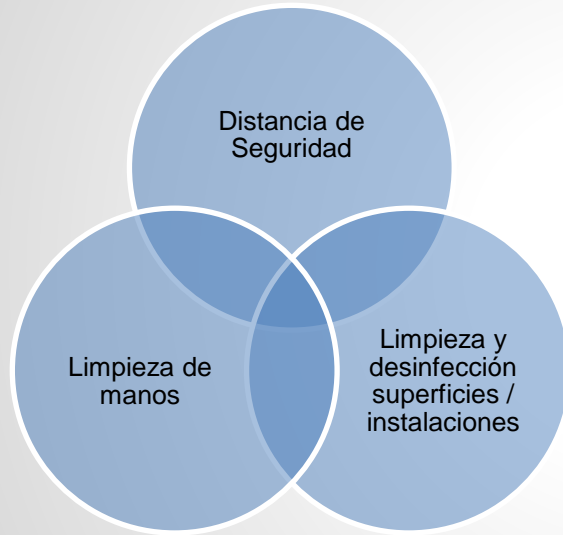 Distancia de
Seguridad
Limpieza de
manos
Limpieza y
desinfección
superficies /
instalaciones